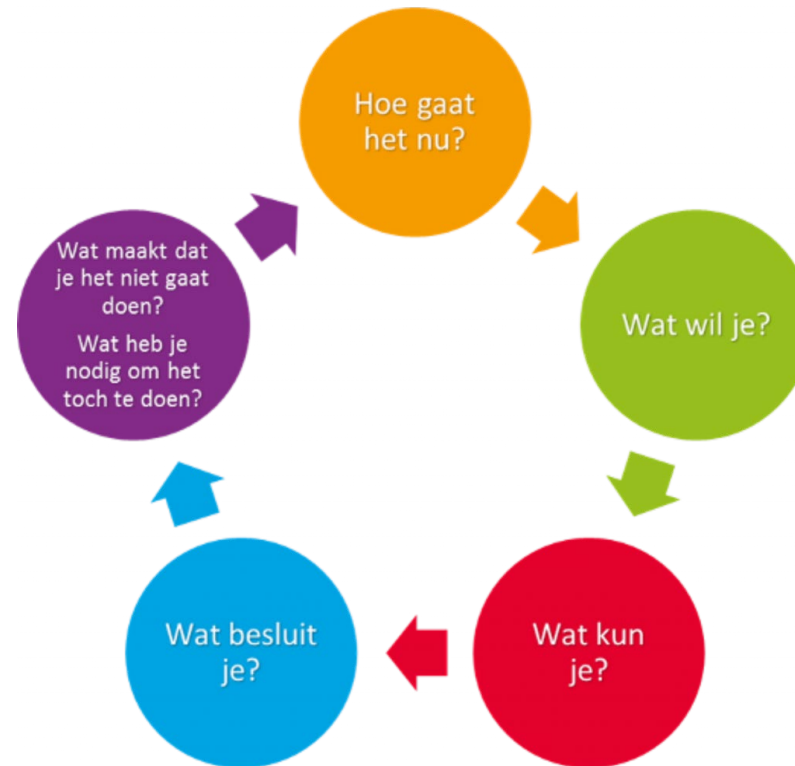 Hoe gaat
het nu?
Wat wil je?
Wat kun
je?
Wat besluit
je?
Wat maakt dat
je het niet gaat
doen?
Wat heb je
nodig om het
toch te doen?